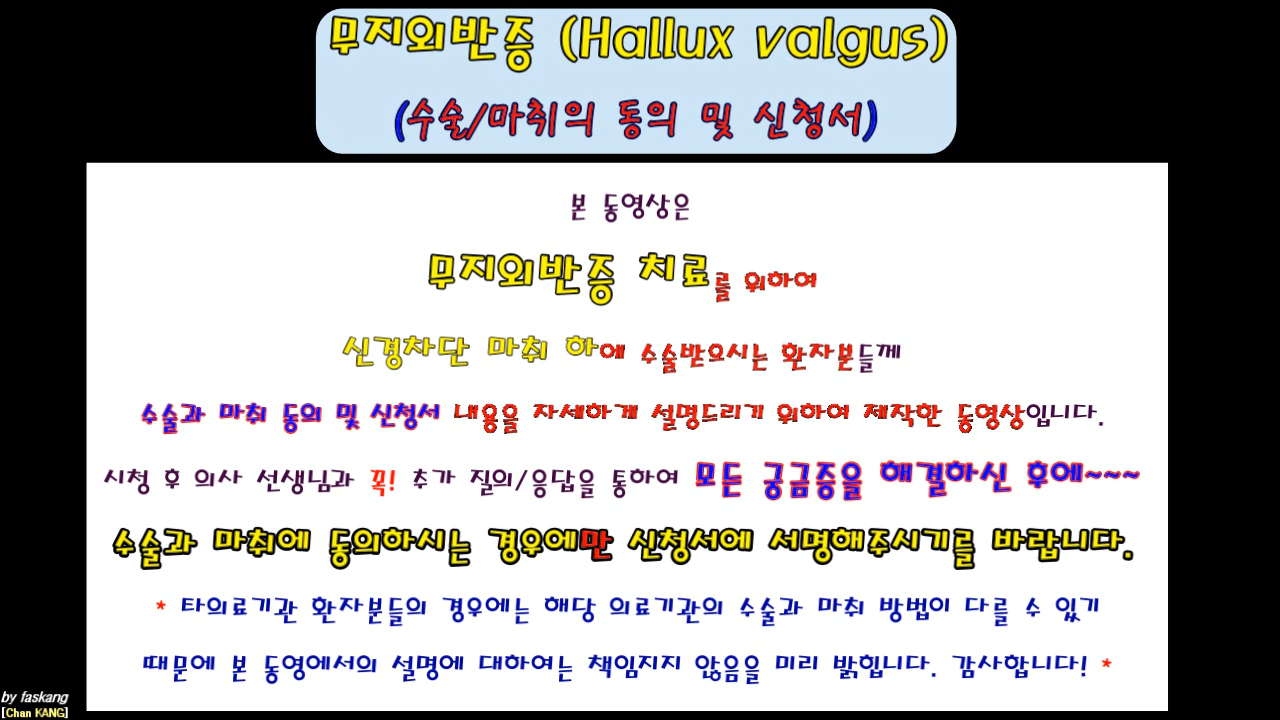 무지외반증 (Hallux valgus)
(수술/마취의 동의 및 신청서)
본 동영상은
무지외반증 치료를 위하여
신경차단 마취 하에 수술받으시는 환자분들께
수술과 마취 동의 및 신청서 내용을 자세하게 설명드리기 위하여 제작한 동영상입니다.
시청 후 의사 선생님과 꼭! 추가 질의/응답을 통하여 모든 궁금증을 해결하신 후에~~~
수술과 마취에 동의하시는 경우에만 신청서에 서명해주시기를 바랍니다.
* 타의료기관 환자분들의 경우에는 해당 의료기관의 수술과 마취 방법이 다를 수 있기
때문에 본 동영에서의 설명에 대하여는 책임지지 않음을 미리 밝힙니다. 감사합니다! *
by faskang
[Chan KANG]